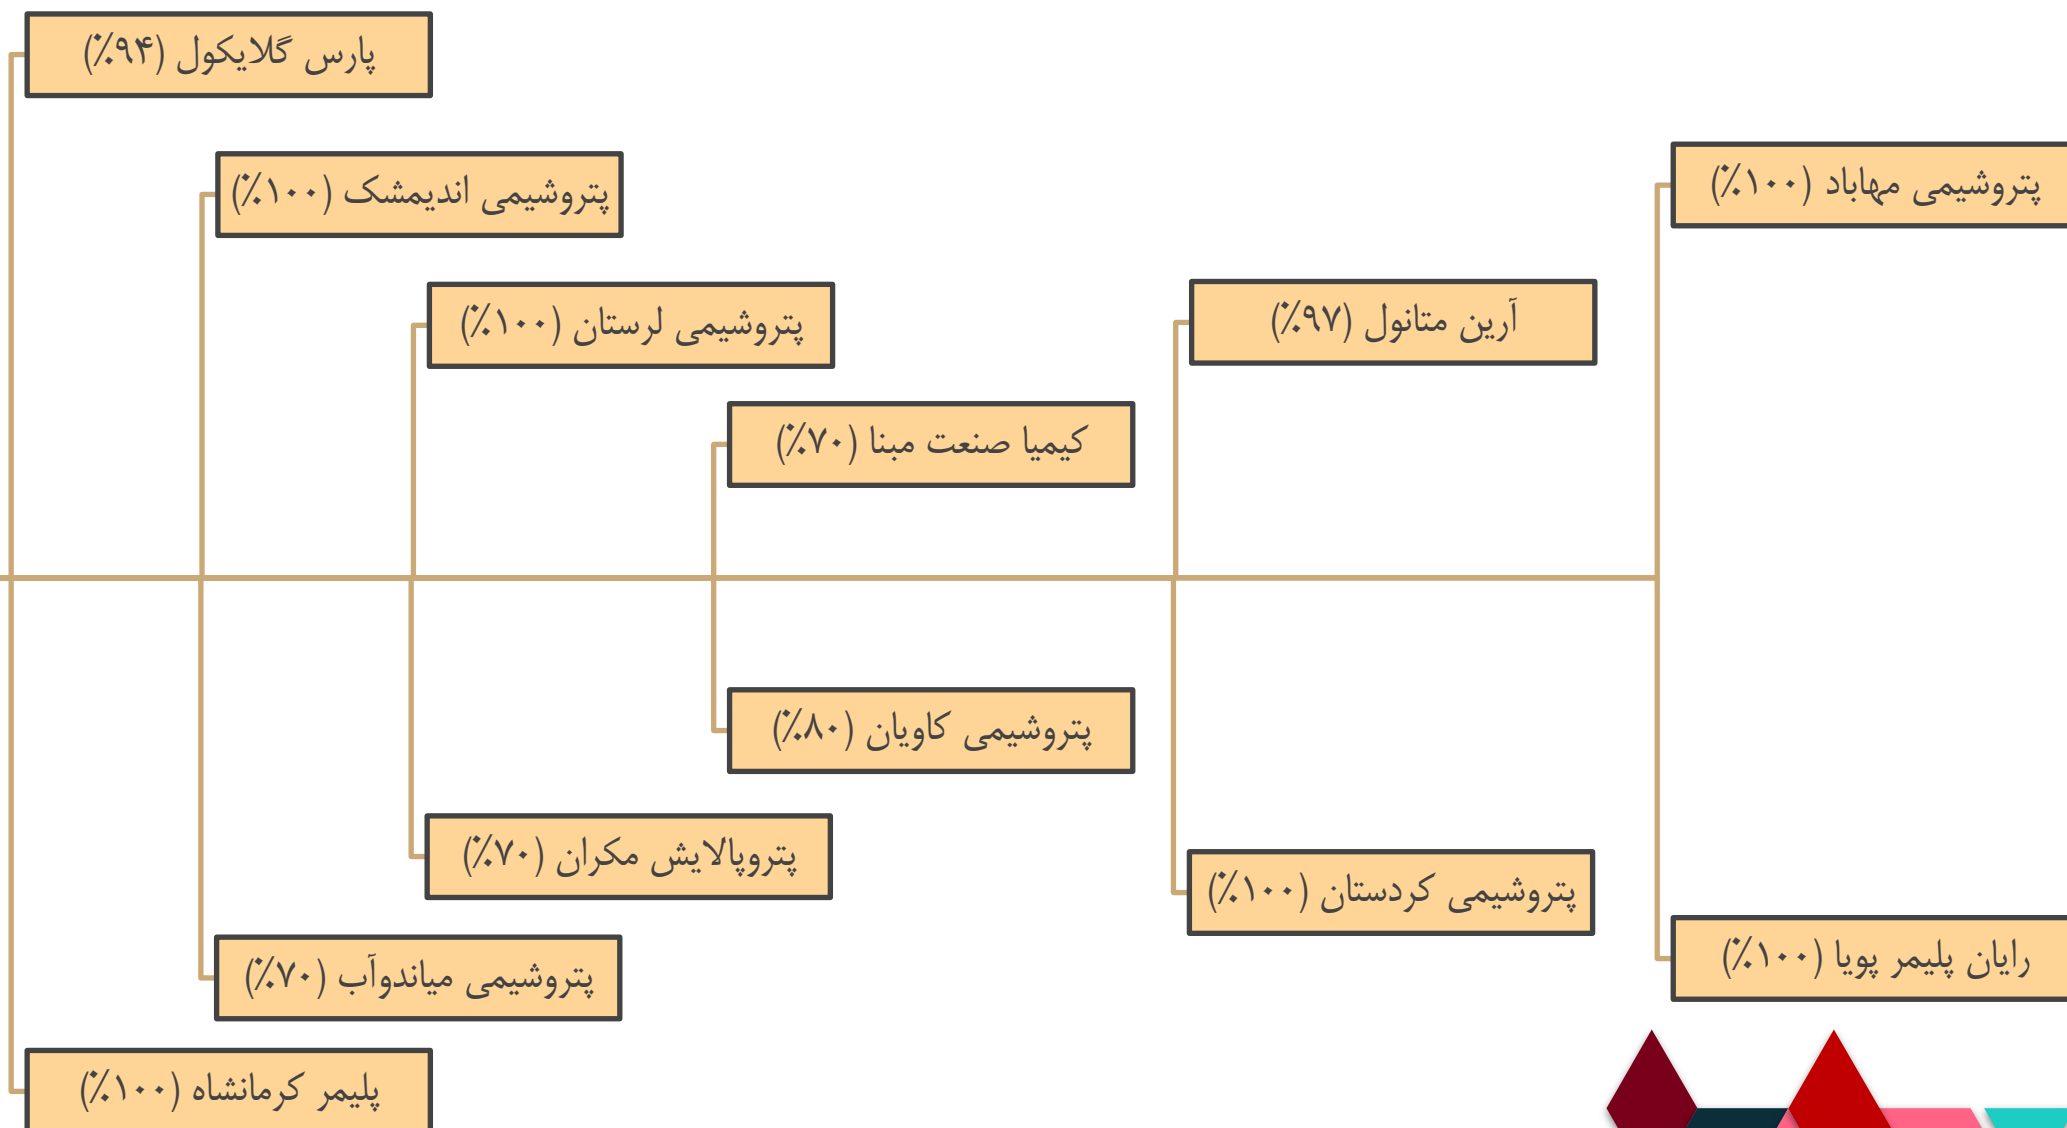 پارس گلایکول (۹۴٪)
پتروشیمی مهاباد (۱۰۰٪)
پتروشیمی اندیمشک (۱۰۰٪)
آرین متانول (۹۷٪)
پتروشیمی لرستان (۱۰۰٪)
کیمیا صنعت مبنا (۷۰٪)
پتروشیمی کاویان (۸۰٪)
پتروپالایش مکران (۷۰٪)
پتروشیمی کردستان (۱۰۰٪)
رایان پلیمر پویا (۱۰۰٪)
پتروشیمی میاندوآب (۷۰٪)
پلیمر کرمانشاه (۱۰۰٪)